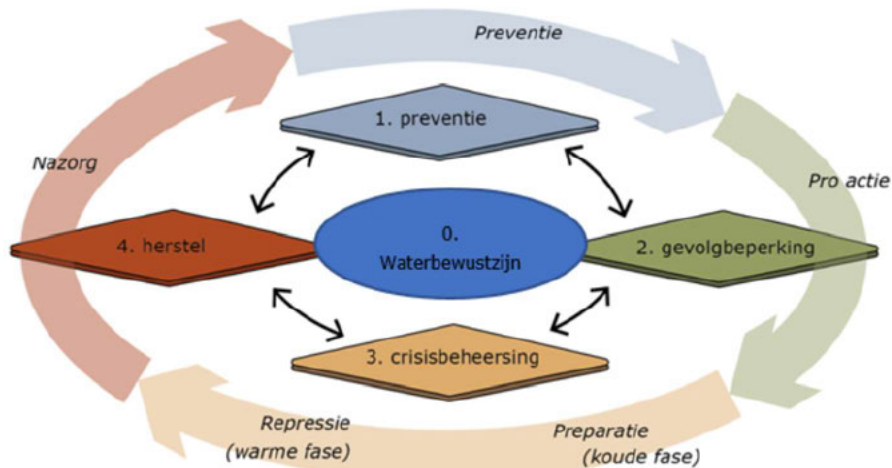 Preventie
1. preventie
Nazorg
Pro actie
0.
Waterbewustzijn
4. herstel
2. gevolgbeperking
3. crisisbeheersing
Repressie
(warme fase)
Preparatie
(koude fase)